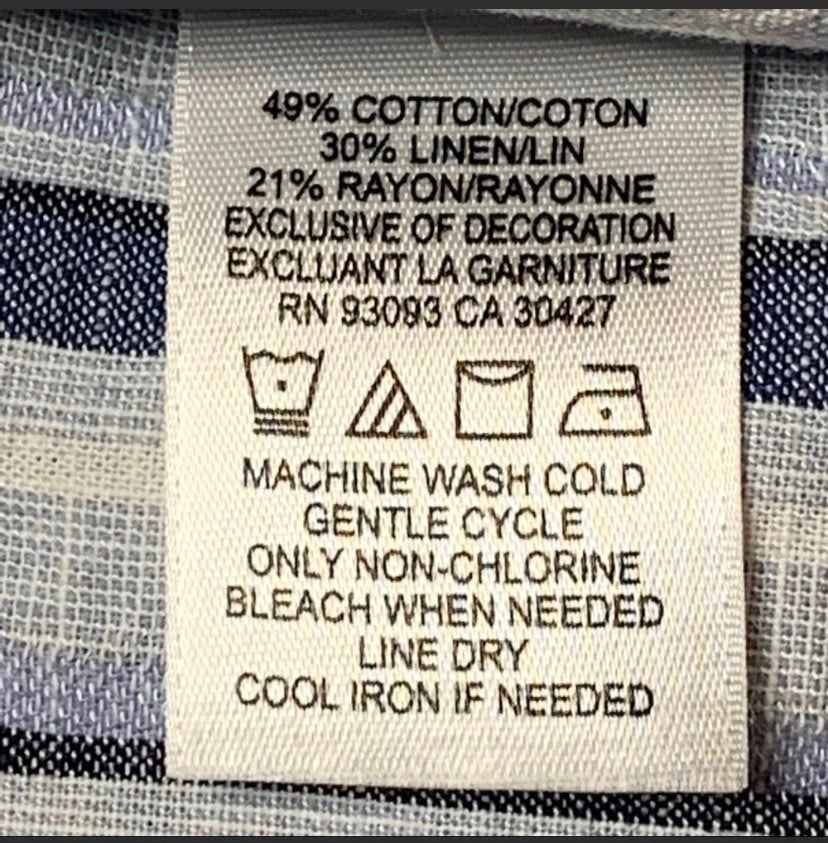 49% COTTON/COTON
30% LINEN/LIN
21% RAYON/RAYONNE
EXCLUSIVE OF DECORATION
EXCLUANT LA GARNITURE
RN 93093 CA 30427
MACHINE WASH COLD
GENTLE CYCLE
ONLY NON-CHLORINE
BLEACH WHEN NEEDED
LINE DRY
COOL IRON IF NEEDED